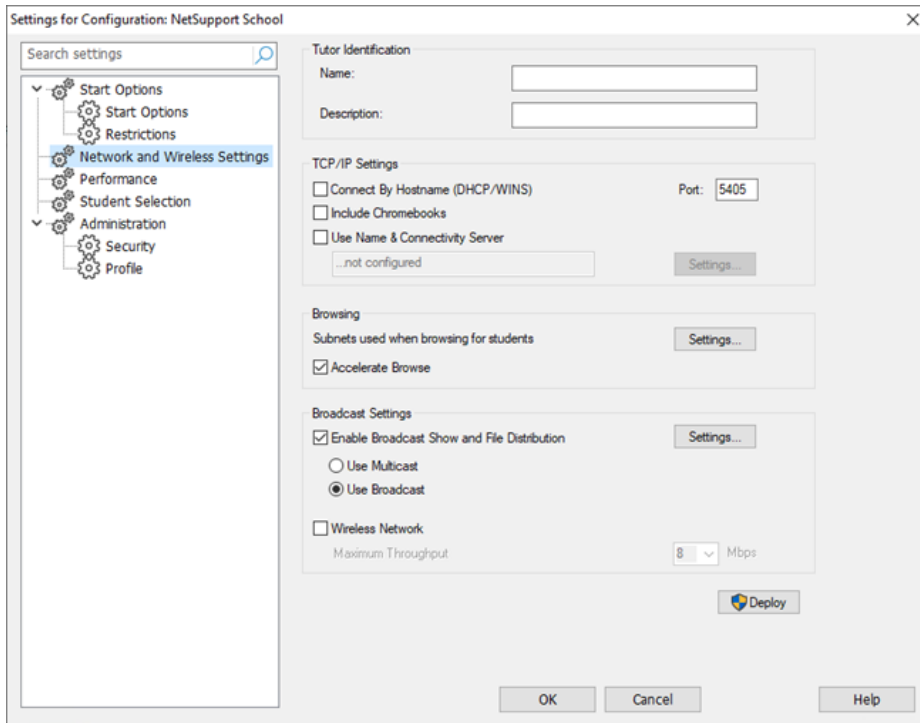 Settings for Configuration: NetSupport School
Search settings
Start Options
Start Options
Restrictions
Network and Wireless Settings
Performance
Student Selection
Administration
Security
Profile
Tutor Identification
Name:
Description:
TCP/IP Settings
Connect By Hostname (DHCP/WINS) Port: 5405
Include Chromebooks
Use Name & Connectivity Server
...not configured Settings...
Browsing
Subnets used when browsing for students Settings...
Accelerate Browse
Broadcast Settings
Enable Broadcast Show and File Distribution Settings...
Use Multicast
Use Broadcast
Wireless Network
Maximum Throughput 8 Mbps
Deploy
OK Cancel Help